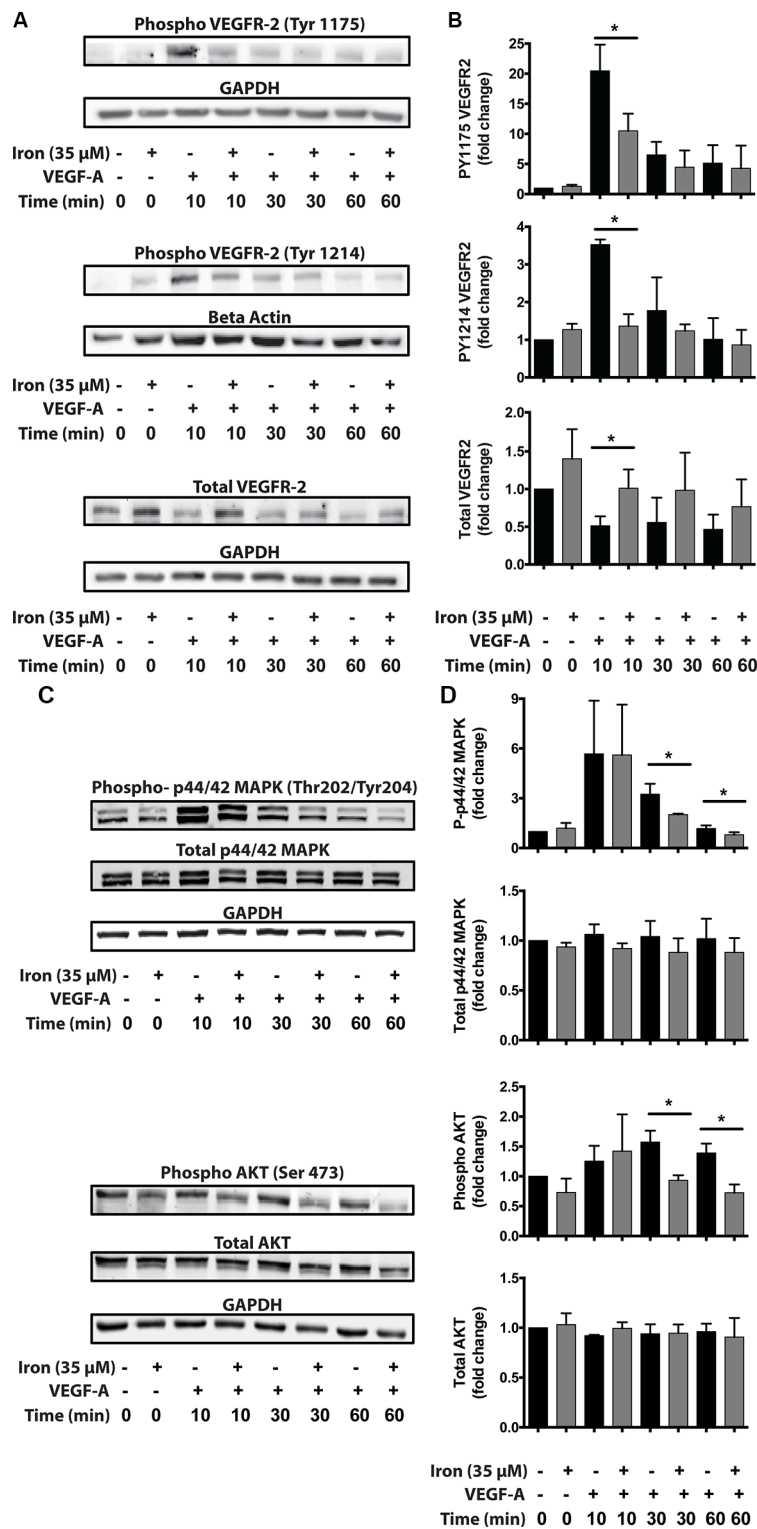 A
Phospho VEGFR-2 (Tyr 1175)
GAPDH
Iron (35 µM) - + - + - + - +
VEGF-A - - + + + + + +
Time (min) 0 0 10 10 30 30 60 60
Phospho VEGFR-2 (Tyr 1214)
Beta Actin
Iron (35 µM) - + - + - + - +
VEGF-A - - + + + + + +
Time (min) 0 0 10 10 30 30 60 60
Total VEGFR-2
GAPDH
Iron (35 µM) - + - + - + - +
VEGF-A - - + + + + + +
Time (min) 0 0 10 10 30 30 60 60
B
PY1175 VEGFR2
(fold change)
25
20
15
10
5
0
*
PY1214 VEGFR2
(fold change)
4
3
2
1
0
*
Total VEGFR2
(fold change)
2.0
1.5
1.0
0.5
0.0
*
Iron (35 µM) - + - + - + - +
VEGF-A - - + + + + + +
Time (min) 0 0 10 10 30 30 60 60
C
Phospho- p44/42 MAPK (Thr202/Tyr204)
Total p44/42 MAPK
GAPDH
Iron (35 µM) - + - + - + - +
VEGF-A - - + + + + + +
Time (min) 0 0 10 10 30 30 60 60
Phospho AKT (Ser 473)
Total AKT
GAPDH
Iron (35 µM) - + - + - + - +
VEGF-A - - + + + + + +
Time (min) 0 0 10 10 30 30 60 60
D
P-p44/42 MAPK
(fold change)
9
6
3
0
* *
Total p44/42 MAPK
(fold change)
1.5
1.0
0.5
0.0
Phospho AKT
(fold change)
2.5
2.0
1.5
1.0
0.5
0.0
* *
Total AKT
(fold change)
1.5
1.0
0.5
0.0
Iron (35 µM) - + - + - + - +
VEGF-A - - + + + + + +
Time (min) 0 0 10 10 30 30 60 60